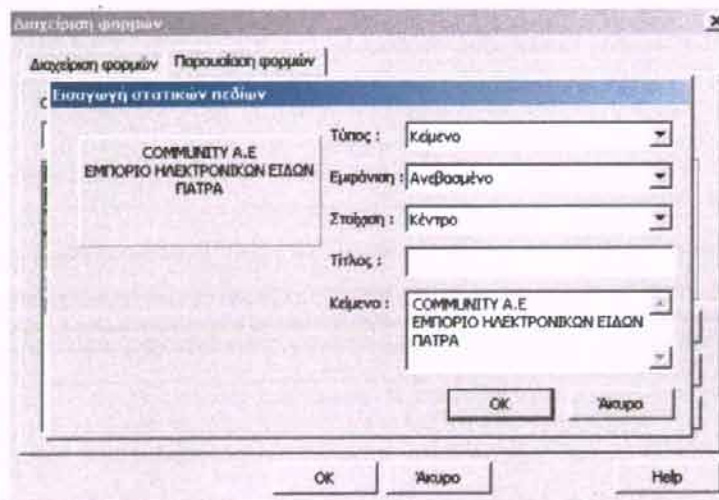 Διαχείριση φορμών
Διαχείριση φορμών Παρουσίαση φορμών
Εισαγωγή στατικών πεδίων
COMMUNITY A.E
ΕΜΠΟΡΙΟ ΗΛΕΚΤΡΟΝΙΚΩΝ ΕΙΔΩΝ
ΠΑΤΡΑ
Τύπος : Κείμενο
Εμφάνιση : Ανεβασμένο
Στοίχιση : Κέντρο
Τίτλος :
Κείμενο : COMMUNITY A.E
ΕΜΠΟΡΙΟ ΗΛΕΚΤΡΟΝΙΚΩΝ ΕΙΔΩΝ
ΠΑΤΡΑ
OK Άκυρο
OK Άκυρο Help